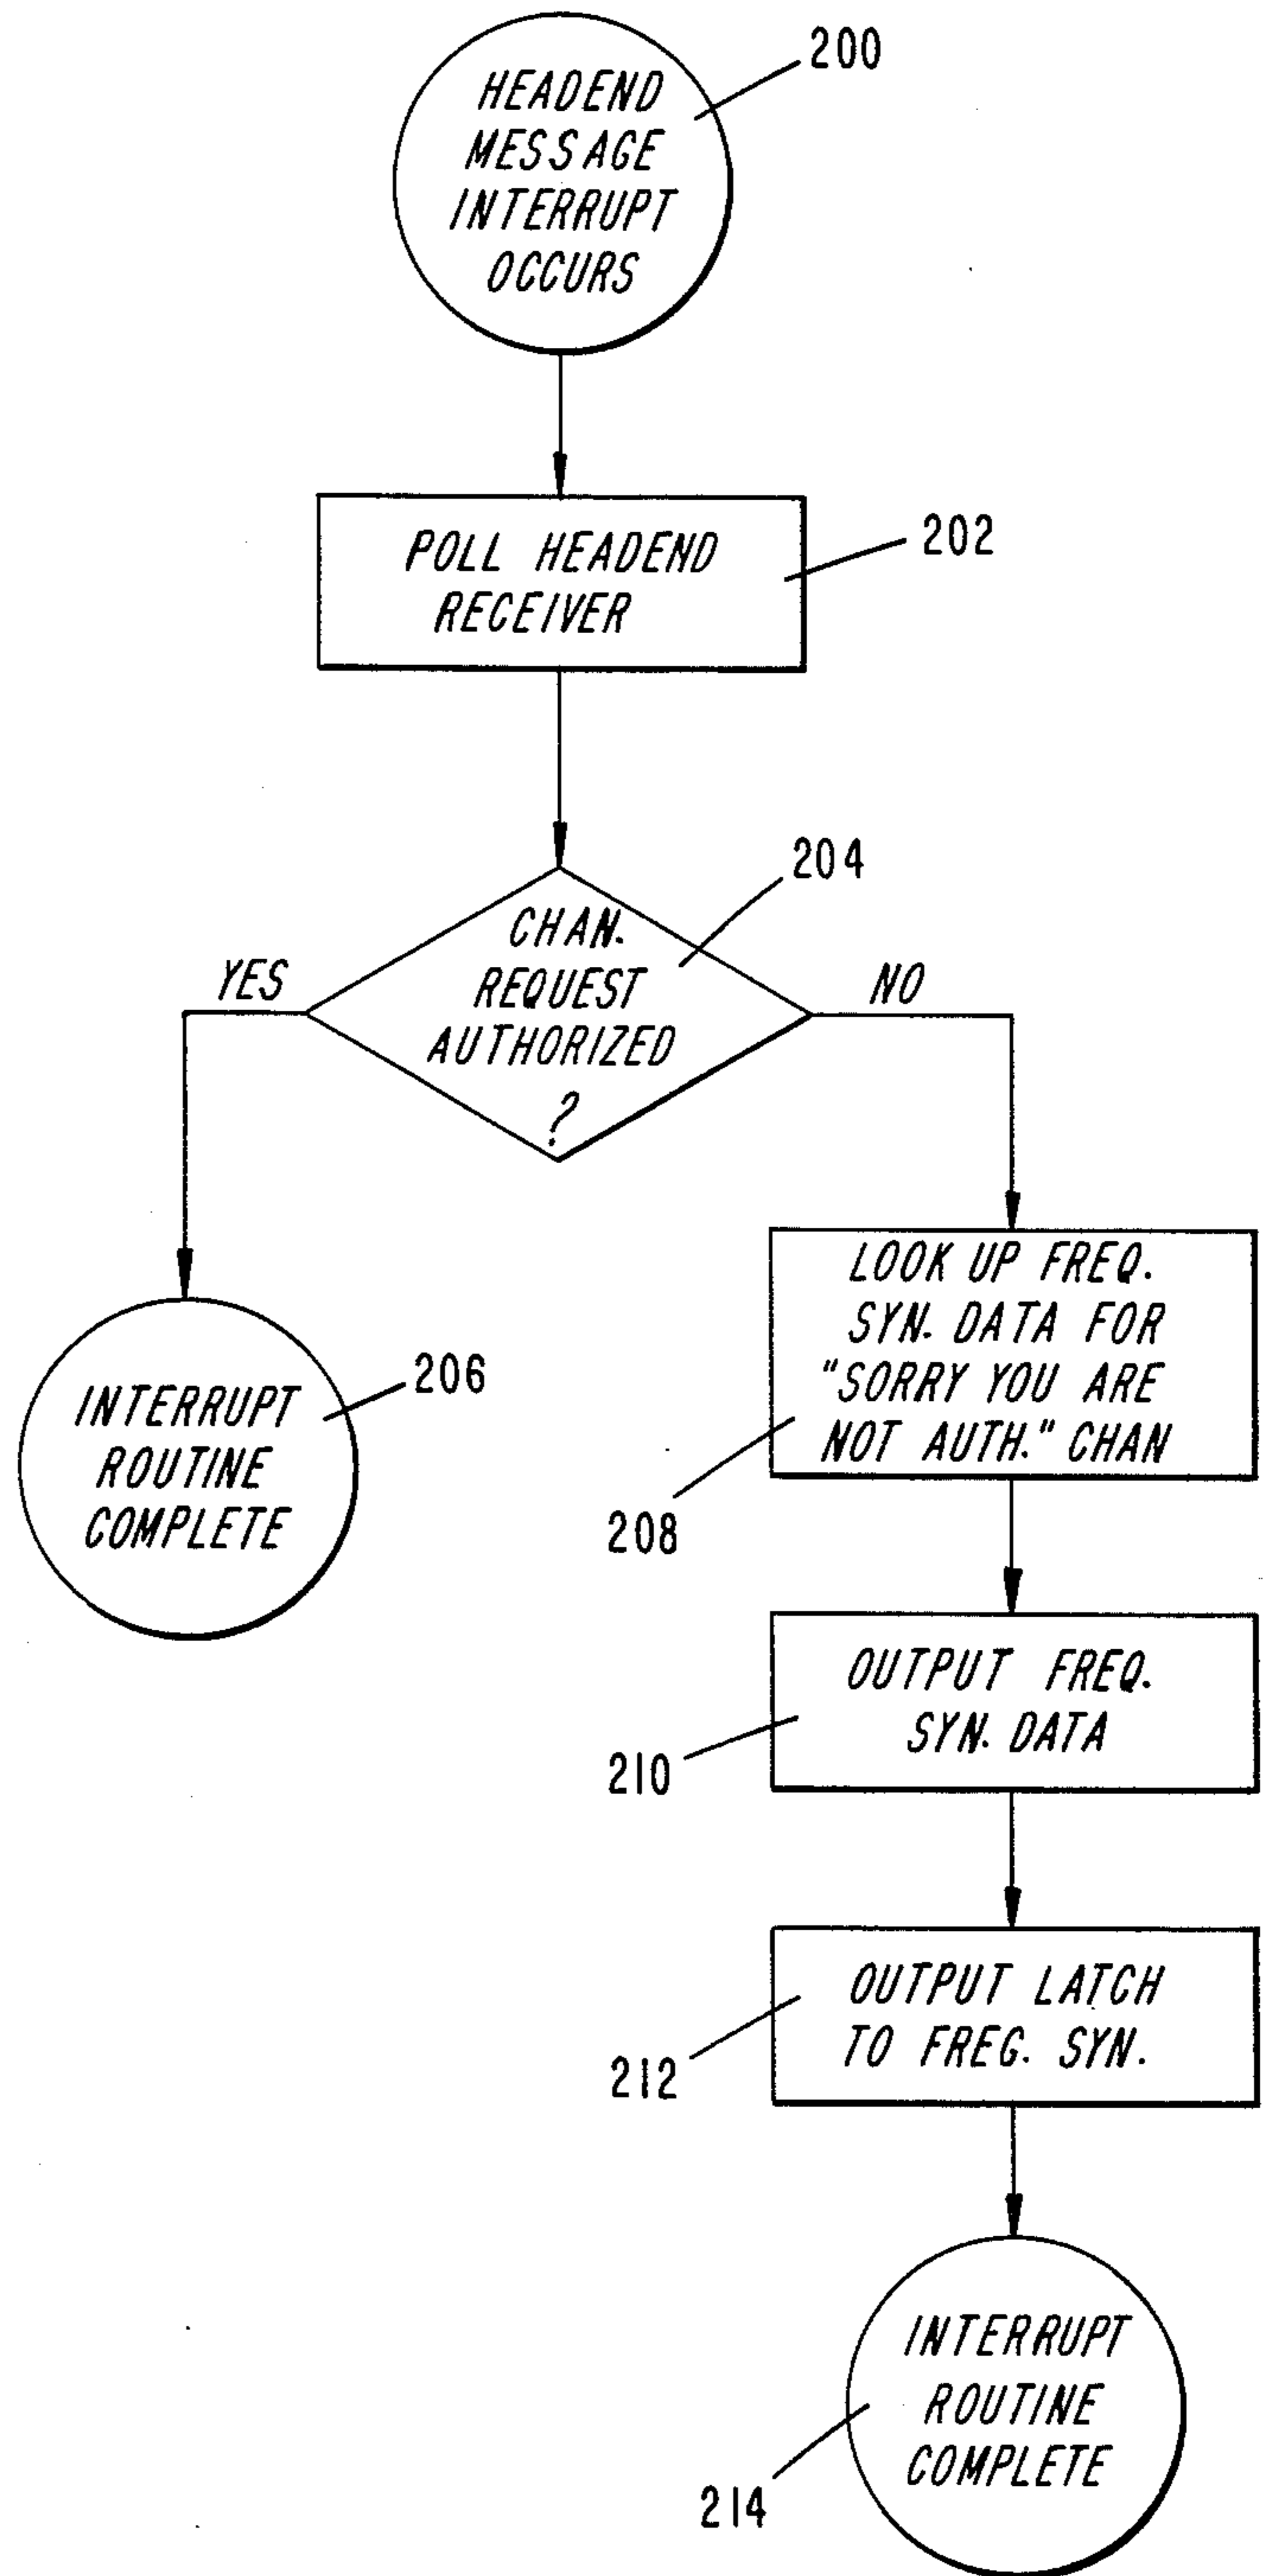 HEADEND
MESSAGE
INTERRUPT
OCCURS
200
POLL HEADEND
RECEIVER
202
CHAN.
REQUEST
AUTHORIZED
?
204
YES
NO
INTERRUPT
ROUTINE
COMPLETE
206
LOOK UP FREQ.
SYN. DATA FOR
"SORRY YOU ARE
NOT AUTH." CHAN
208
OUTPUT FREQ.
SYN. DATA
210
OUTPUT LATCH
TO FREG. SYN.
212
INTERRUPT
ROUTINE
COMPLETE
214